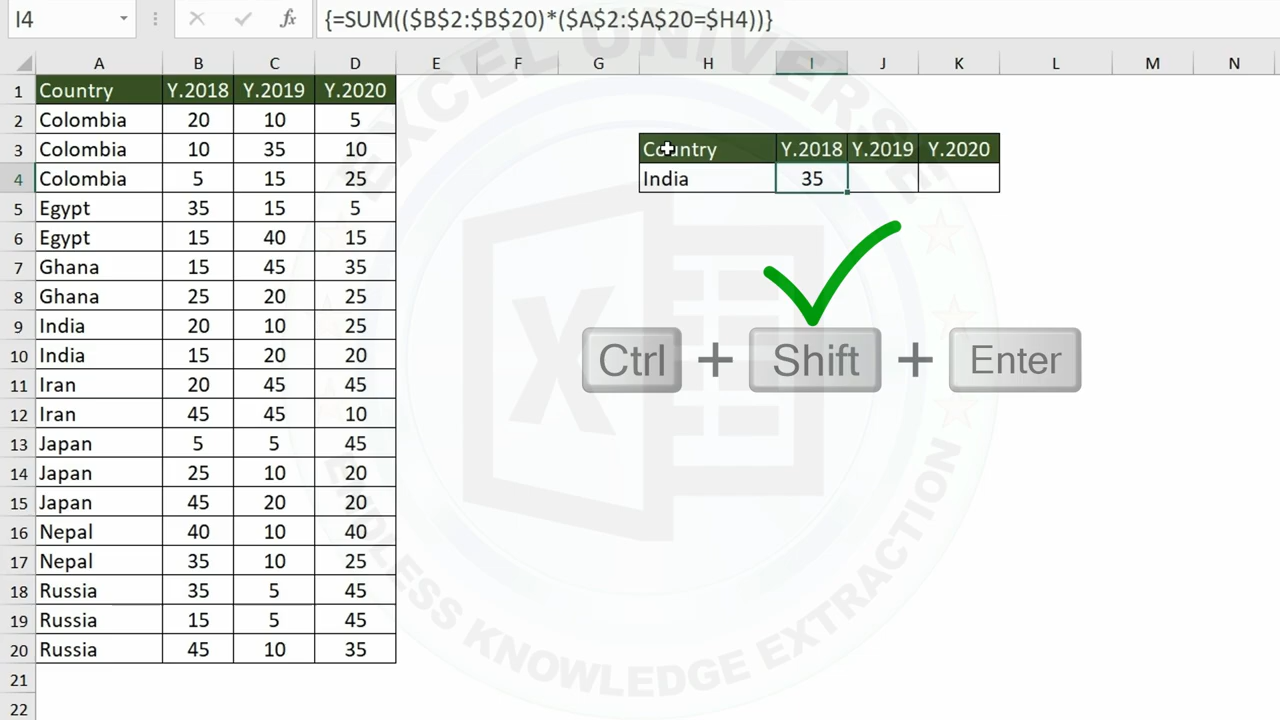 I4 fx {=SUM(($B$2:$B$20)*($A$2:$A$20=$H4))}
A B C D E F G H I J K L M N
1 Country Y.2018 Y.2019 Y.2020
2 Colombia 20 10 5
3 Colombia 10 35 10 Country Y.2018 Y.2019 Y.2020
4 Colombia 5 15 25 India 35
5 Egypt 35 15 5
6 Egypt 15 40 15
7 Ghana 15 45 35
8 Ghana 25 20 25
9 India 20 10 25
10 India 15 20 20 Ctrl + Shift + Enter
11 Iran 20 45 45
12 Iran 45 45 10
13 Japan 5 5 45
14 Japan 25 10 20
15 Japan 45 20 20
16 Nepal 40 10 40
17 Nepal 35 10 25
18 Russia 35 5 45
19 Russia 15 5 45
20 Russia 45 10 35
21
22
EXCEL UNIVERSE
X
ENDLESS KNOWLEDGE EXTRACTION